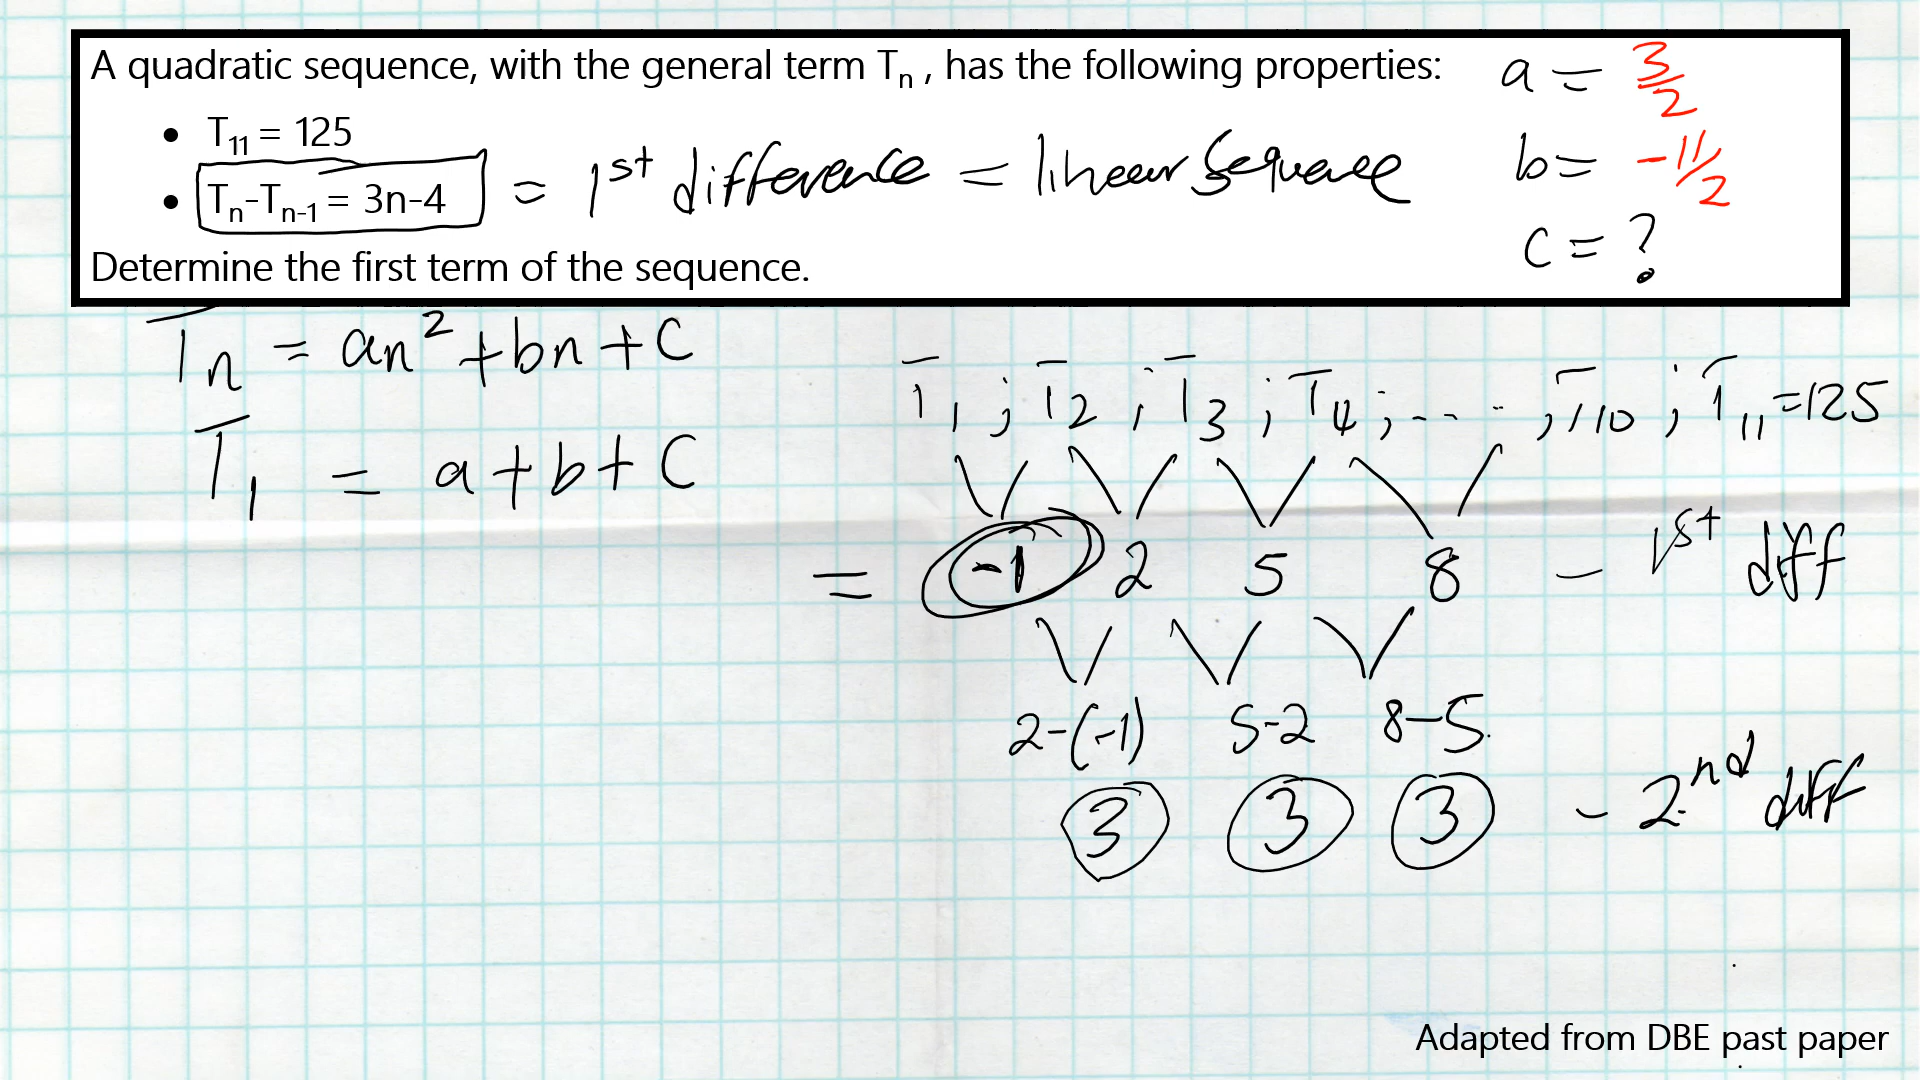 A quadratic sequence, with the general term Tn , has the following properties:
• T11 = 125
• Tn-Tn-1 = 3n-4 = 1st difference = linear sequence
Determine the first term of the sequence.
a = 3/2
b = -11/2
c = ?
Tn = an² + bn + c
T1 = a + b + c
T1 ; T2 ; T3 ; T4 ; ... ; T10 ; T11 = 125
= -1 2 5 8 - 1st diff
2-(-1) 5-2 8-5
3 3 3 - 2nd diff
Adapted from DBE past paper